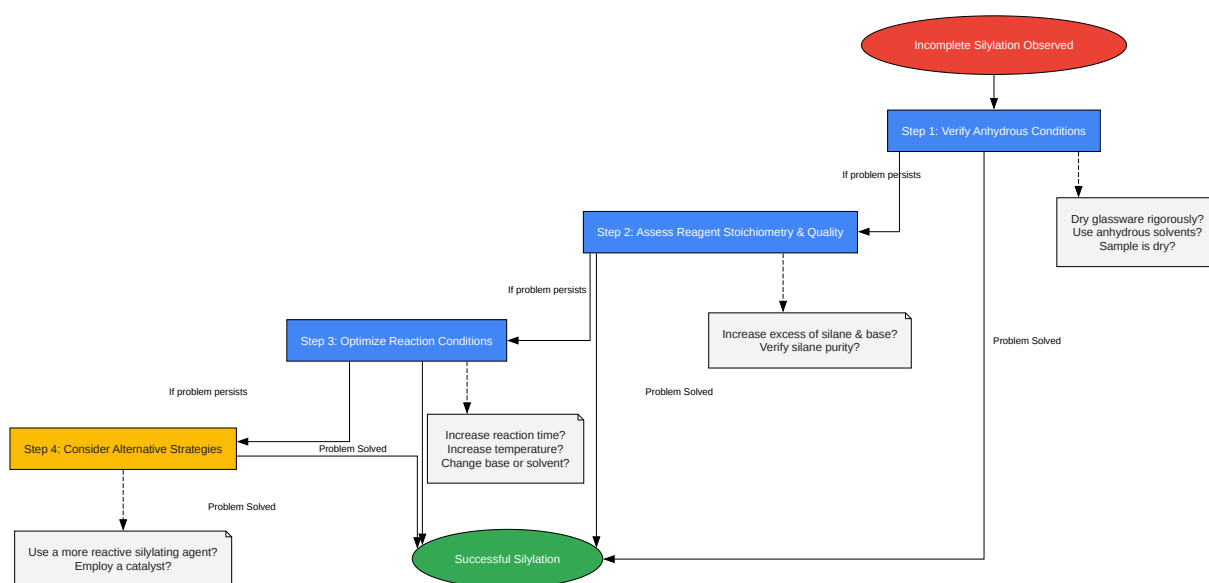 Incomplete Silylation Observed
Step 1: Verify Anhydrous Conditions
If problem persists
Dry glassware rigorously?
Use anhydrous solvents?
Sample is dry?
Step 2: Assess Reagent Stoichiometry & Quality
If problem persists
Increase excess of silane & base?
Verify silane purity?
Problem Solved
Step 3: Optimize Reaction Conditions
If problem persists
Problem Solved
Increase reaction time?
Increase temperature?
Change base or solvent?
Step 4: Consider Alternative Strategies
Problem Solved
Problem Solved
Use a more reactive silylating agent?
Employ a catalyst?
Successful Silylation